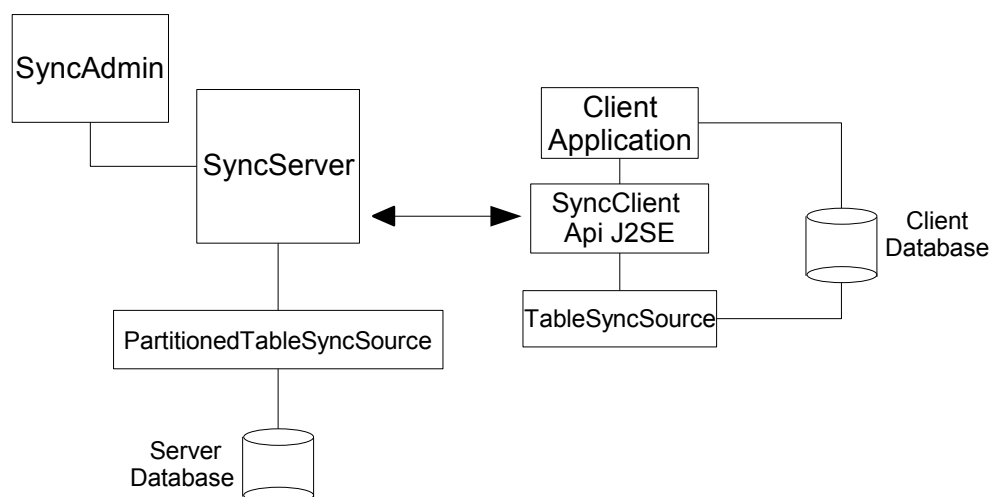 SyncAdmin
SyncServer
PartitionedTableSyncSource
Server
Database
Client
Application
SyncClient
Api J2SE
TableSyncSource
Client
Database